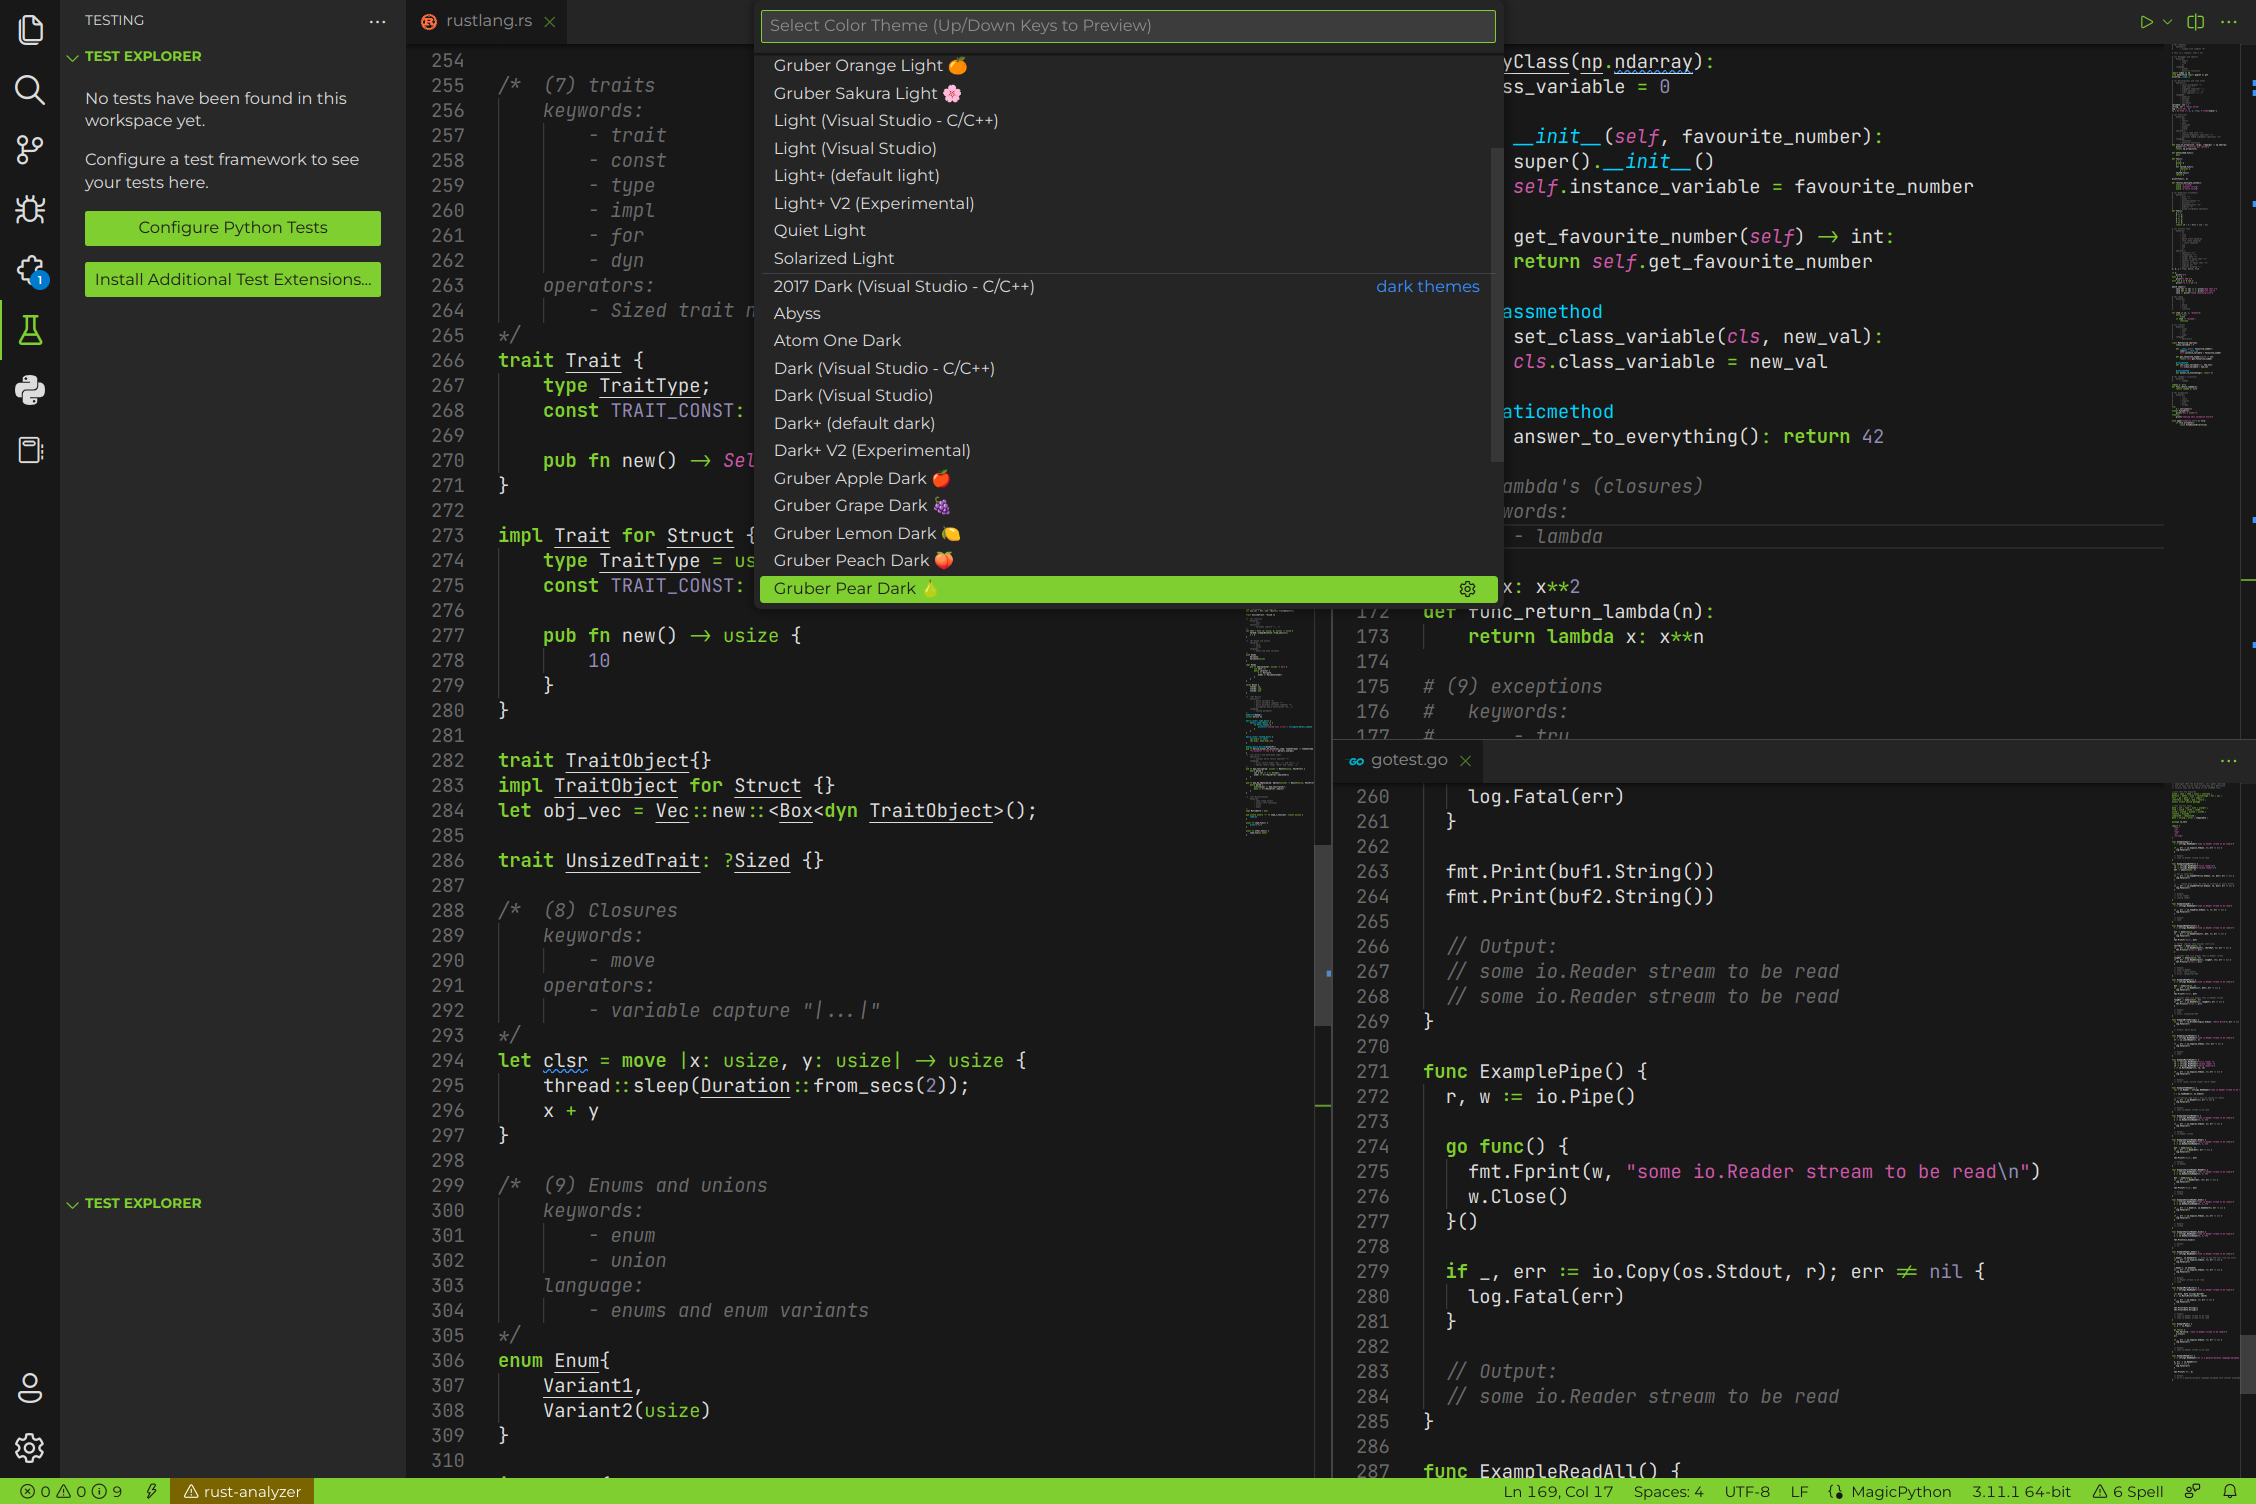 TESTING
TEST EXPLORER
No tests have been found in this
workspace yet.
Configure a test framework to see
your tests here.
Configure Python Tests
Install Additional Test Extensions...
1
TEST EXPLORER
rustlang.rs
254
255 /* (7) traits
256 keywords:
257 - trait
258 - const
259 - type
260 - impl
261 - for
262 - dyn
263 operators:
264 - Sized trait
265 */
266 trait Trait {
267 type TraitType;
268 const TRAIT_CONST:
269
270 pub fn new() -> Sel
271 }
272
273 impl Trait for Struct {
274 type TraitType = us
275 const TRAIT_CONST:
276
277 pub fn new() -> usize {
278 10
279 }
280 }
281
282 trait TraitObject{}
283 impl TraitObject for Struct {}
284 let obj_vec = Vec::new::<Box<dyn TraitObject>();
285
286 trait UnsizedTrait: ?Sized {}
287
288 /* (8) Closures
289 keywords:
290 - move
291 operators:
292 - variable capture "|...|"
293 */
294 let clsr = move |x: usize, y: usize| -> usize {
295 thread::sleep(Duration::from_secs(2));
296 x + y
297 }
298
299 /* (9) Enums and unions
300 keywords:
301 - enum
302 - union
303 language:
304 - enums and enum variants
305 */
306 enum Enum{
307 Variant1,
308 Variant2(usize)
309 }
310
Select Color Theme (Up/Down Keys to Preview)
Gruber Orange Light 🍊
Gruber Sakura Light 🌸
Light (Visual Studio - C/C++)
Light (Visual Studio)
Light+ (default light)
Light+ V2 (Experimental)
Quiet Light
Solarized Light
2017 Dark (Visual Studio - C/C++) dark themes
Abyss
Atom One Dark
Dark (Visual Studio - C/C++)
Dark (Visual Studio)
Dark+ (default dark)
Dark+ V2 (Experimental)
Gruber Apple Dark 🍎
Gruber Grape Dark 🍇
Gruber Lemon Dark 🍋
Gruber Peach Dark 🍑
Gruber Pear Dark 🍐
yClass(np.ndarray):
ss_variable = 0
__init__(self, favourite_number):
super().__init__()
self.instance_variable = favourite_number
get_favourite_number(self) -> int:
return self.get_favourite_number
assmethod
set_class_variable(cls, new_val):
cls.class_variable = new_val
aticmethod
answer_to_everything(): return 42
ambda's (closures)
words:
- lambda
x: x**2
172 def func_return_lambda(n):
173 return lambda x: x**n
174
175 # (9) exceptions
176 # keywords:
177 # - try
gotest.go
260 log.Fatal(err)
261 }
262
263 fmt.Print(buf1.String())
264 fmt.Print(buf2.String())
265
266 // Output:
267 // some io.Reader stream to be read
268 // some io.Reader stream to be read
269 }
270
271 func ExamplePipe() {
272 r, w := io.Pipe()
273
274 go func() {
275 fmt.Fprint(w, "some io.Reader stream to be read\n")
276 w.Close()
277 }()
278
279 if _, err := io.Copy(os.Stdout, r); err != nil {
280 log.Fatal(err)
281 }
282
283 // Output:
284 // some io.Reader stream to be read
285 }
286
287 func ExampleReadAll() {
0 0 9 rust-analyzer Ln 169, Col 17 Spaces: 4 UTF-8 LF MagicPython 3.11.1 64-bit 6 Spell